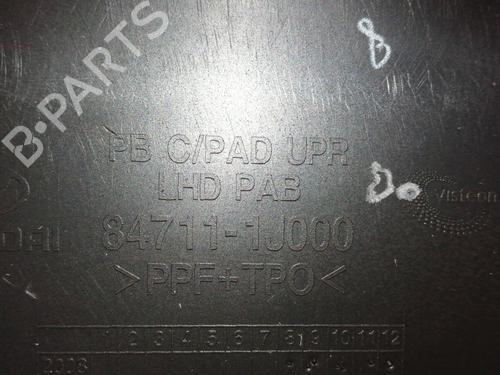 B-PARTS
8
PB C/PAD UPR
LHD PAB
Visteon
84711-1J000
>PPF+TPO<
1 2 3 4 5 6 7 8 9 10 11 12
2008